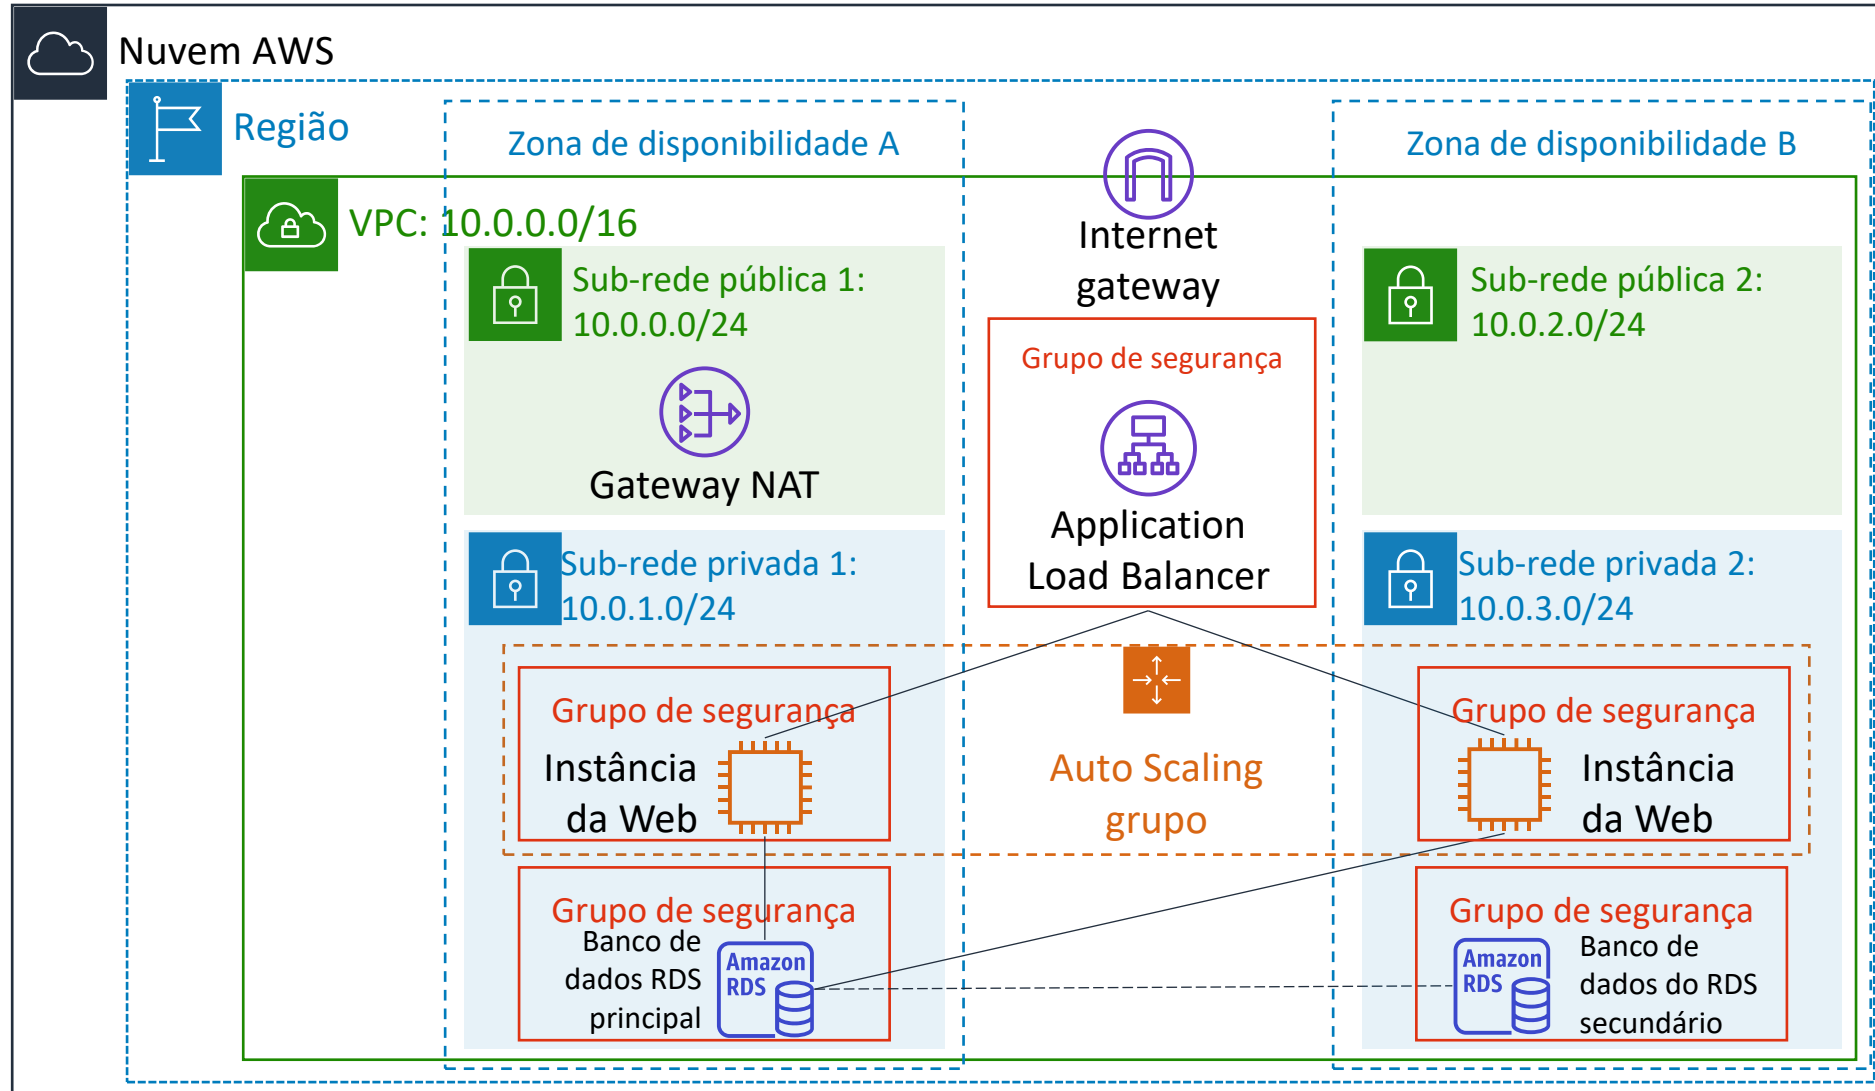 Nuvem AWS
Região
Zona de disponibilidade A
Zona de disponibilidade B
VPC: 10.0.0.0/16
Internet
gateway
Sub-rede pública 1:
10.0.0.0/24
Gateway NAT
Sub-rede pública 2:
10.0.2.0/24
Grupo de segurança
Application
Load Balancer
Sub-rede privada 1:
10.0.1.0/24
Sub-rede privada 2:
10.0.3.0/24
Grupo de segurança
Instância
da Web
Auto Scaling
grupo
Grupo de segurança
Instância
da Web
Grupo de segurança
Banco de
dados RDS
principal
Amazon
RDS
Grupo de segurança
Amazon
RDS
Banco de
dados do RDS
secundário